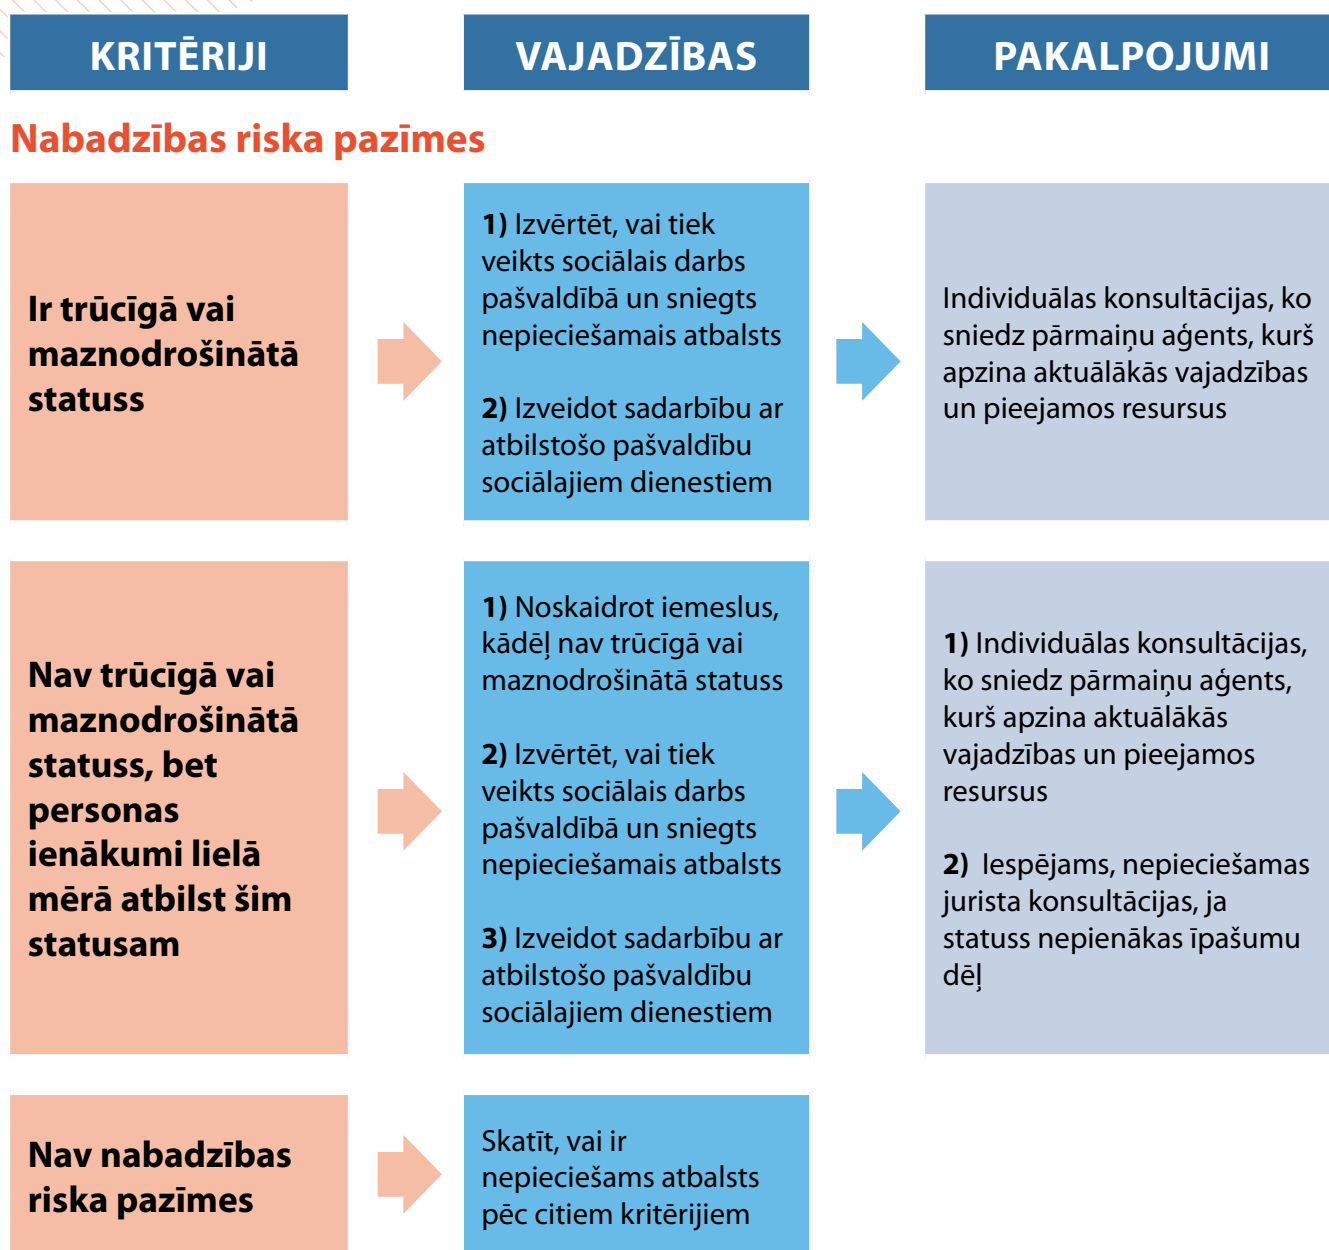 KRITĒRIJI
VAJADZĪBAS
PAKALPOJUMI
Nabadzības riska pazīmes
Ir trūcīgā vai
maznodrošinātā
statuss
1) Izvērtēt, vai tiek
veikts sociālais darbs
pašvaldībā un sniegts
nepieciešamais atbalsts
2) Izveidot sadarbību ar
atbilstošo pašvaldību
sociālajiem dienestiem
Individuālas konsultācijas, ko
sniedz pārmaiņu aģents, kurš
apzina aktuālākās vajadzības
un pieejamos resursus
Nav trūcīgā vai
maznodrošinātā
statuss, bet
personas
ienākumi lielā
mērā atbilst šim
statusam
1) Noskaidrot iemeslus,
kādēļ nav trūcīgā vai
maznodrošinātā statuss
2) Izvērtēt, vai tiek
veikts sociālais darbs
pašvaldībā un sniegts
nepieciešamais atbalsts
3) Izveidot sadarbību ar
atbilstošo pašvaldību
sociālajiem dienestiem
1) Individuālas konsultācijas,
ko sniedz pārmaiņu aģents,
kurš apzina aktuālākās
vajadzības un pieejamos
resursus
2) Iespējams, nepieciešamas
jurista konsultācijas, ja
statuss nepienākas īpašumu
dēļ
Nav nabadzības
riska pazīmes
Skatīt, vai ir
nepieciešams atbalsts
pēc citiem kritērijiem